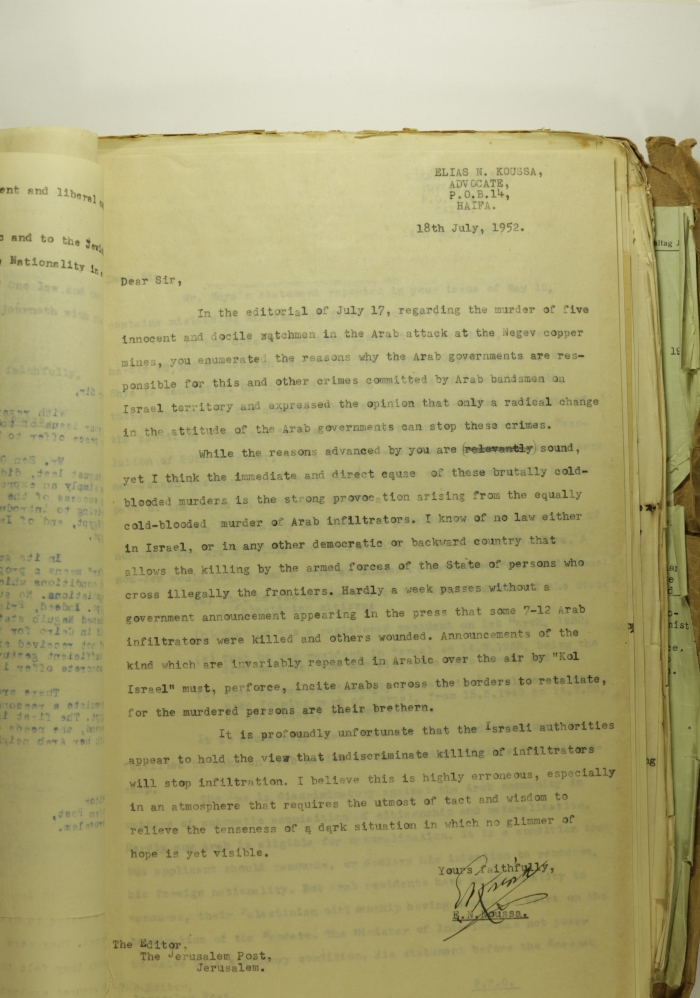 ELIAS N. KOUSSA,
ADVOCATE,
P.O.B.14,
HAIFA.
18th July, 1952.
Dear Sir,
In the editorial of July 17, regarding the murder of five
innocent and docile watchmen in the Arab attack at the Negev copper
mines, you enumerated the reasons why the Arab governments are res-
ponsible for this and other crimes committed by Arab bandsmen on
Israel territory and expressed the opinion that only a radical change
in the attitude of the Arab governments can stop these crimes.
While the reasons advanced by you are (relevantly) sound,
yet I think the immediate and direct cause of these brutally cold-
blooded murders is the strong provocation arising from the equally
cold-blooded murder of Arab infiltrators. I know of no law either
in Israel, or in any other democratic or backward country that
allows the killing by the armed forces of the State of persons who
cross illegally the frontiers. Hardly a week passes without a
government announcement appearing in the press that some 7-12 Arab
infiltrators were killed and others wounded. Announcements of the
kind which are invariably repeated in Arabic over the air by "Kol
Israel" must, perforce, incite Arabs across the borders to retaliate,
for the murdered persons are their brethern.
It is profoundly unfortunate that the Israeli authorities
appear to hold the view that indiscriminate killing of infiltrators
will stop infiltration. I believe this is highly erroneous, especially
in an atmosphere that requires the utmost of tact and wisdom to
relieve the tenseness of a dark situation in which no glimmer of
hope is yet visible.
Yours faithfully,
E.N.Koussa.
The Editor,
The Jerusalem Post,
Jerusalem.
ent and liberal
and to the
Nationality in